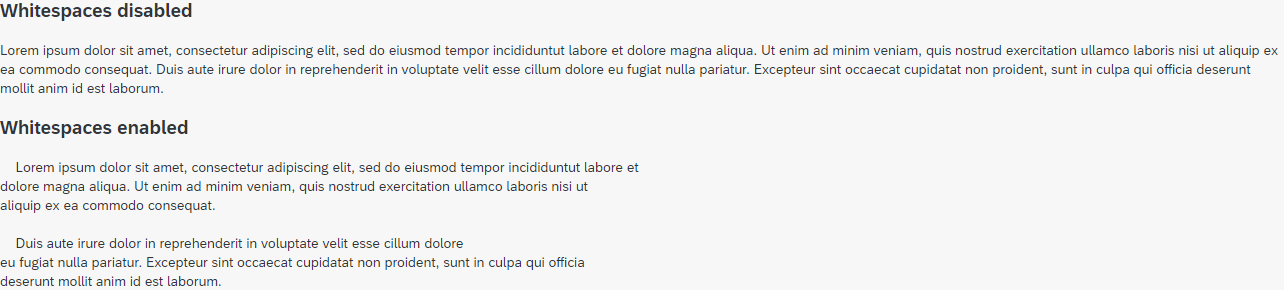 Whitespaces disabled
Lorem ipsum dolor sit amet, consectetur adipiscing elit, sed do eiusmod tempor incididuntut labore et dolore magna aliqua. Ut enim ad minim veniam, quis nostrud exercitation ullamco laboris nisi ut aliquip ex
ea commodo consequat. Duis aute irure dolor in reprehenderit in voluptate velit esse cillum dolore eu fugiat nulla pariatur. Excepteur sint occaecat cupidatat non proident, sunt in culpa qui officia deserunt
mollit anim id est laborum.
Whitespaces enabled
Lorem ipsum dolor sit amet, consectetur adipiscing elit, sed do eiusmod tempor incididuntut labore et
dolore magna aliqua. Ut enim ad minim veniam, quis nostrud exercitation ullamco laboris nisi ut
aliquip ex ea commodo consequat.
Duis aute irure dolor in reprehenderit in voluptate velit esse cillum dolore
eu fugiat nulla pariatur. Excepteur sint occaecat cupidatat non proident, sunt in culpa qui officia
deserunt mollit anim id est laborum.